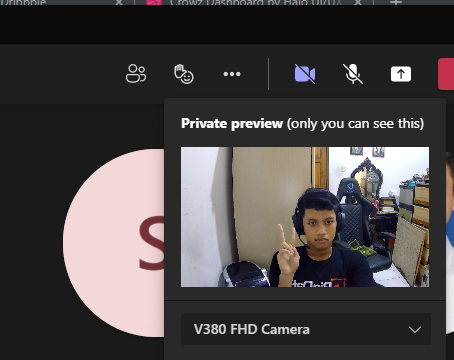 Dribbble
Crowz Dashboard by Halo UI/UX
Private preview (only you can see this)
S
V380 FHD Camera